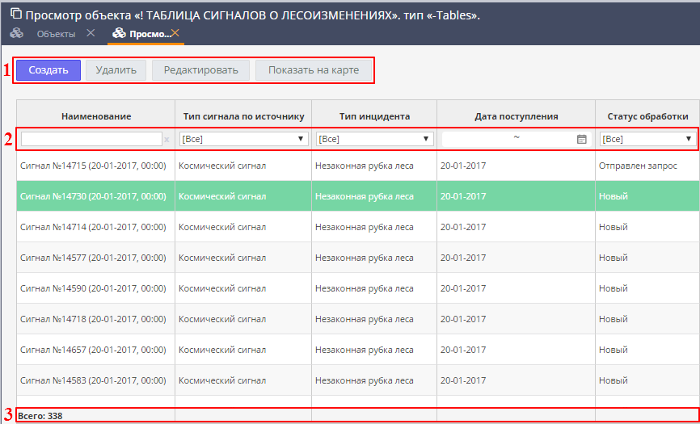 Просмотр объекта «! ТАБЛИЦА СИГНАЛОВ О ЛЕСОИЗМЕНЕНИЯХ». тип «-Tables».
Объекты Просмо...
1 Создать Удалить Редактировать Показать на карте
Наименование Тип сигнала по источнику Тип инцидента Дата поступления Статус обработки
2 x [Все] [Все] ~ [Все]
Сигнал №14715 (20-01-2017, 00:00) Космический сигнал Незаконная рубка леса 20-01-2017 Отправлен запрос
Сигнал №14730 (20-01-2017, 00:00) Космический сигнал Незаконная рубка леса 20-01-2017 Новый
Сигнал №14714 (20-01-2017, 00:00) Космический сигнал Незаконная рубка леса 20-01-2017 Новый
Сигнал №14577 (20-01-2017, 00:00) Космический сигнал Незаконная рубка леса 20-01-2017 Новый
Сигнал №14590 (20-01-2017, 00:00) Космический сигнал Незаконная рубка леса 20-01-2017 Новый
Сигнал №14718 (20-01-2017, 00:00) Космический сигнал Незаконная рубка леса 20-01-2017 Новый
Сигнал №14657 (20-01-2017, 00:00) Космический сигнал Незаконная рубка леса 20-01-2017 Новый
Сигнал №14583 (20-01-2017, 00:00) Космический сигнал Незаконная рубка леса 20-01-2017 Новый
3 Всего: 338